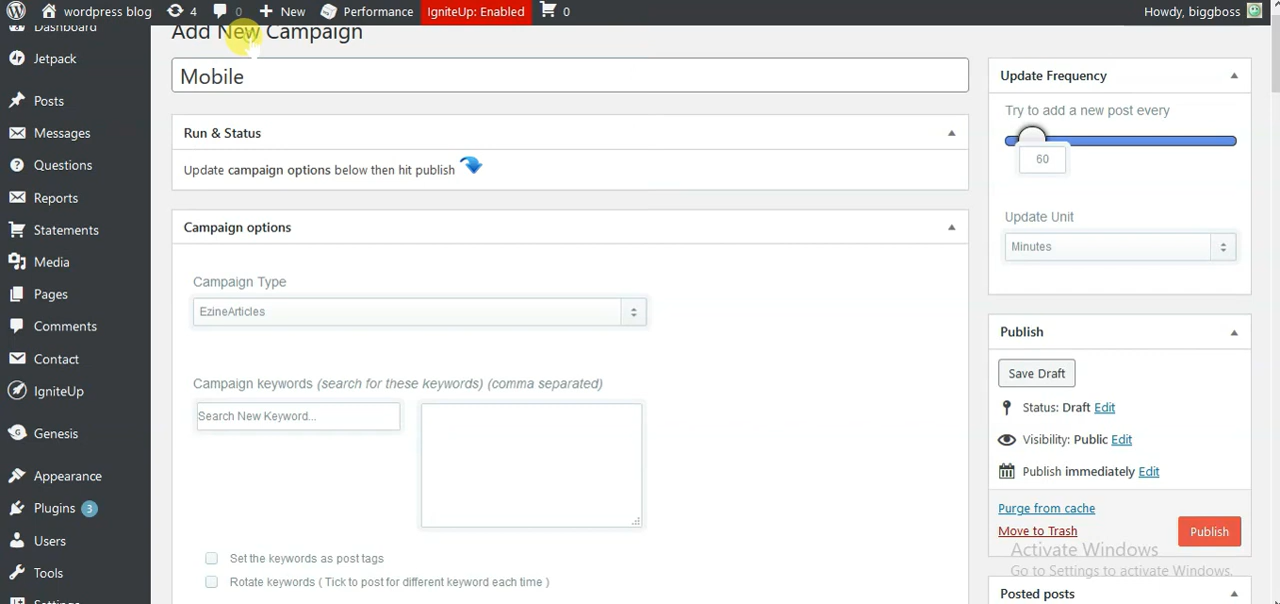 wordpress blog 4 0 New Performance IgniteUp: Enabled 0 Howdy, biggboss
Dashboard
Jetpack
Posts
Messages
Questions
Reports
Statements
Media
Pages
Comments
Contact
IgniteUp
Genesis
Appearance
Plugins 3
Users
Tools
Settings
Add New Campaign
Mobile
Run & Status
Update campaign options below then hit publish
Campaign options
Campaign Type
EzineArticles
Campaign keywords (search for these keywords) (comma separated)
Search New Keyword...
Set the keywords as post tags
Rotate keywords ( Tick to post for different keyword each time )
Update Frequency
Try to add a new post every
60
Update Unit
Minutes
Publish
Save Draft
Status: Draft Edit
Visibility: Public Edit
Publish immediately Edit
Purge from cache
Move to Trash
Publish
Activate Windows
Go to Settings to activate Windows.
Posted posts